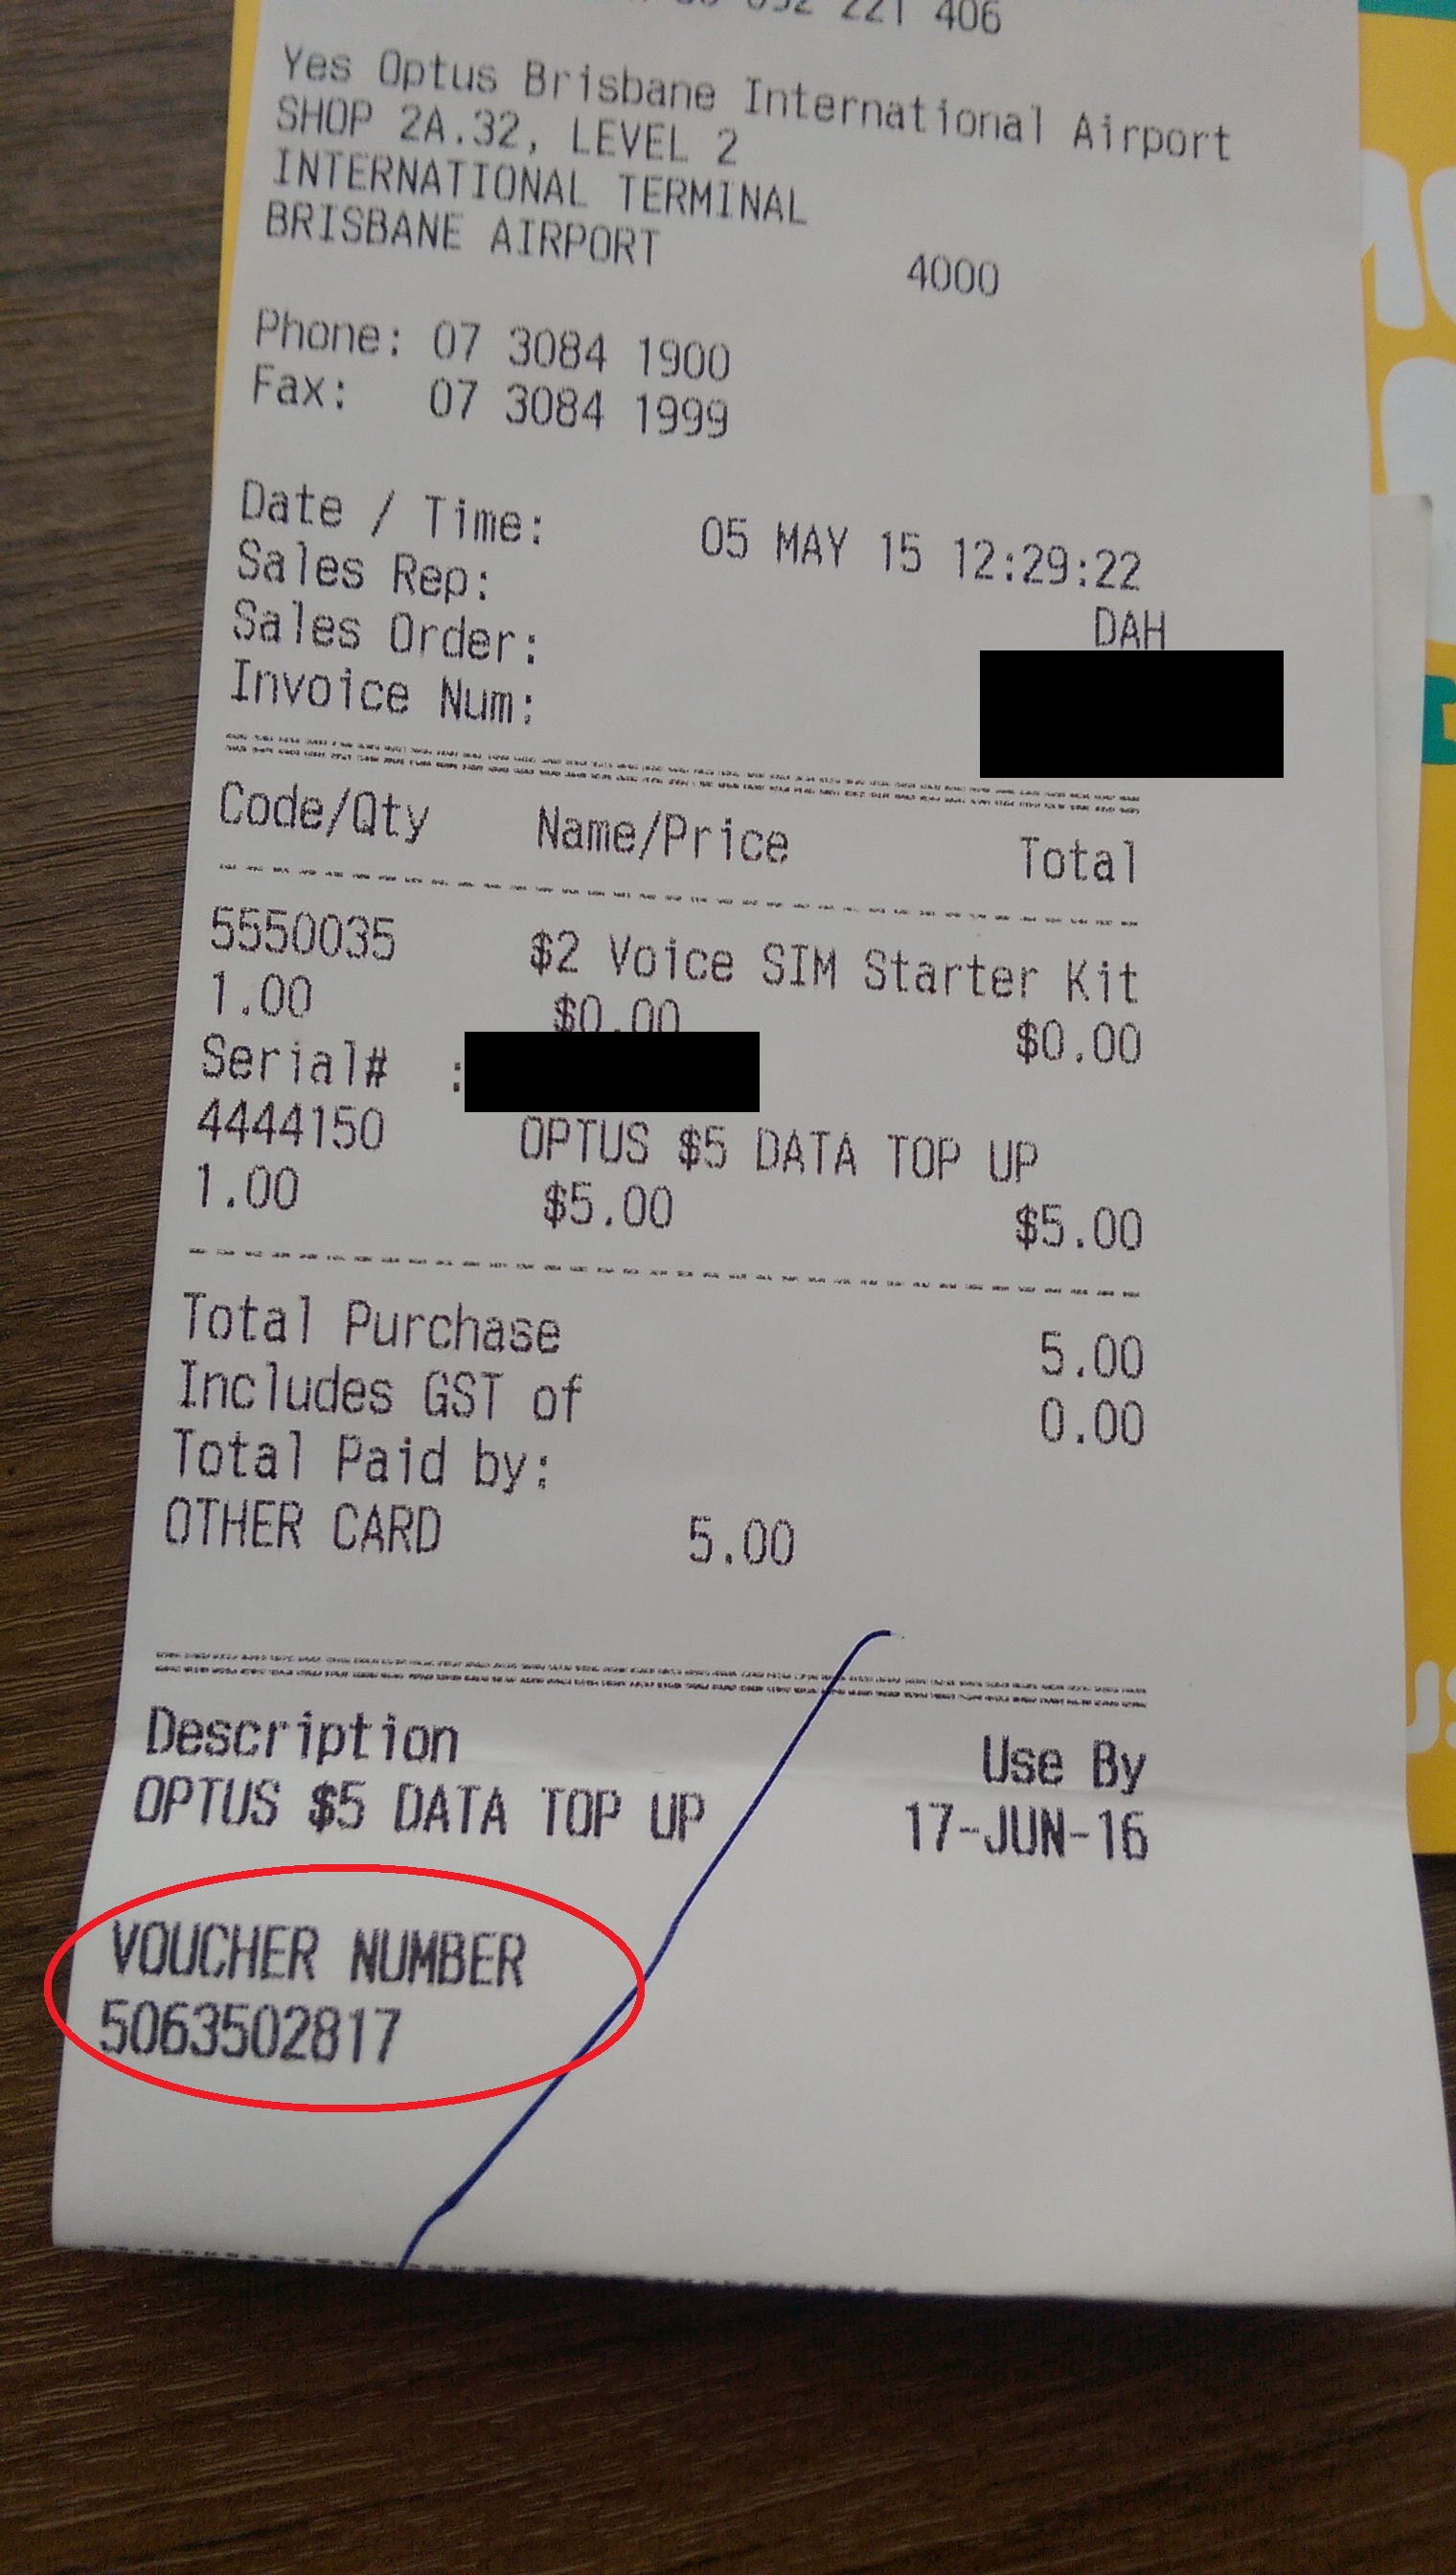 221 406
Yes Optus Brisbane International Airport
SHOP 2A.32, LEVEL 2
INTERNATIONAL TERMINAL
BRISBANE AIRPORT 4000
Phone: 07 3084 1900
Fax: 07 3084 1999
Date / Time: 05 MAY 15 12:29:22
Sales Rep: DAH
Sales Order:
Invoice Num:
Code/Qty Name/Price Total
5550035 $2 Voice SIM Starter Kit
1.00 $0.00 $0.00
Serial# :
4444150 OPTUS $5 DATA TOP UP
1.00 $5.00 $5.00
Total Purchase 5.00
Includes GST of 0.00
Total Paid by:
OTHER CARD 5.00
Description Use By
OPTUS $5 DATA TOP UP 17-JUN-16
VOUCHER NUMBER
5063502817